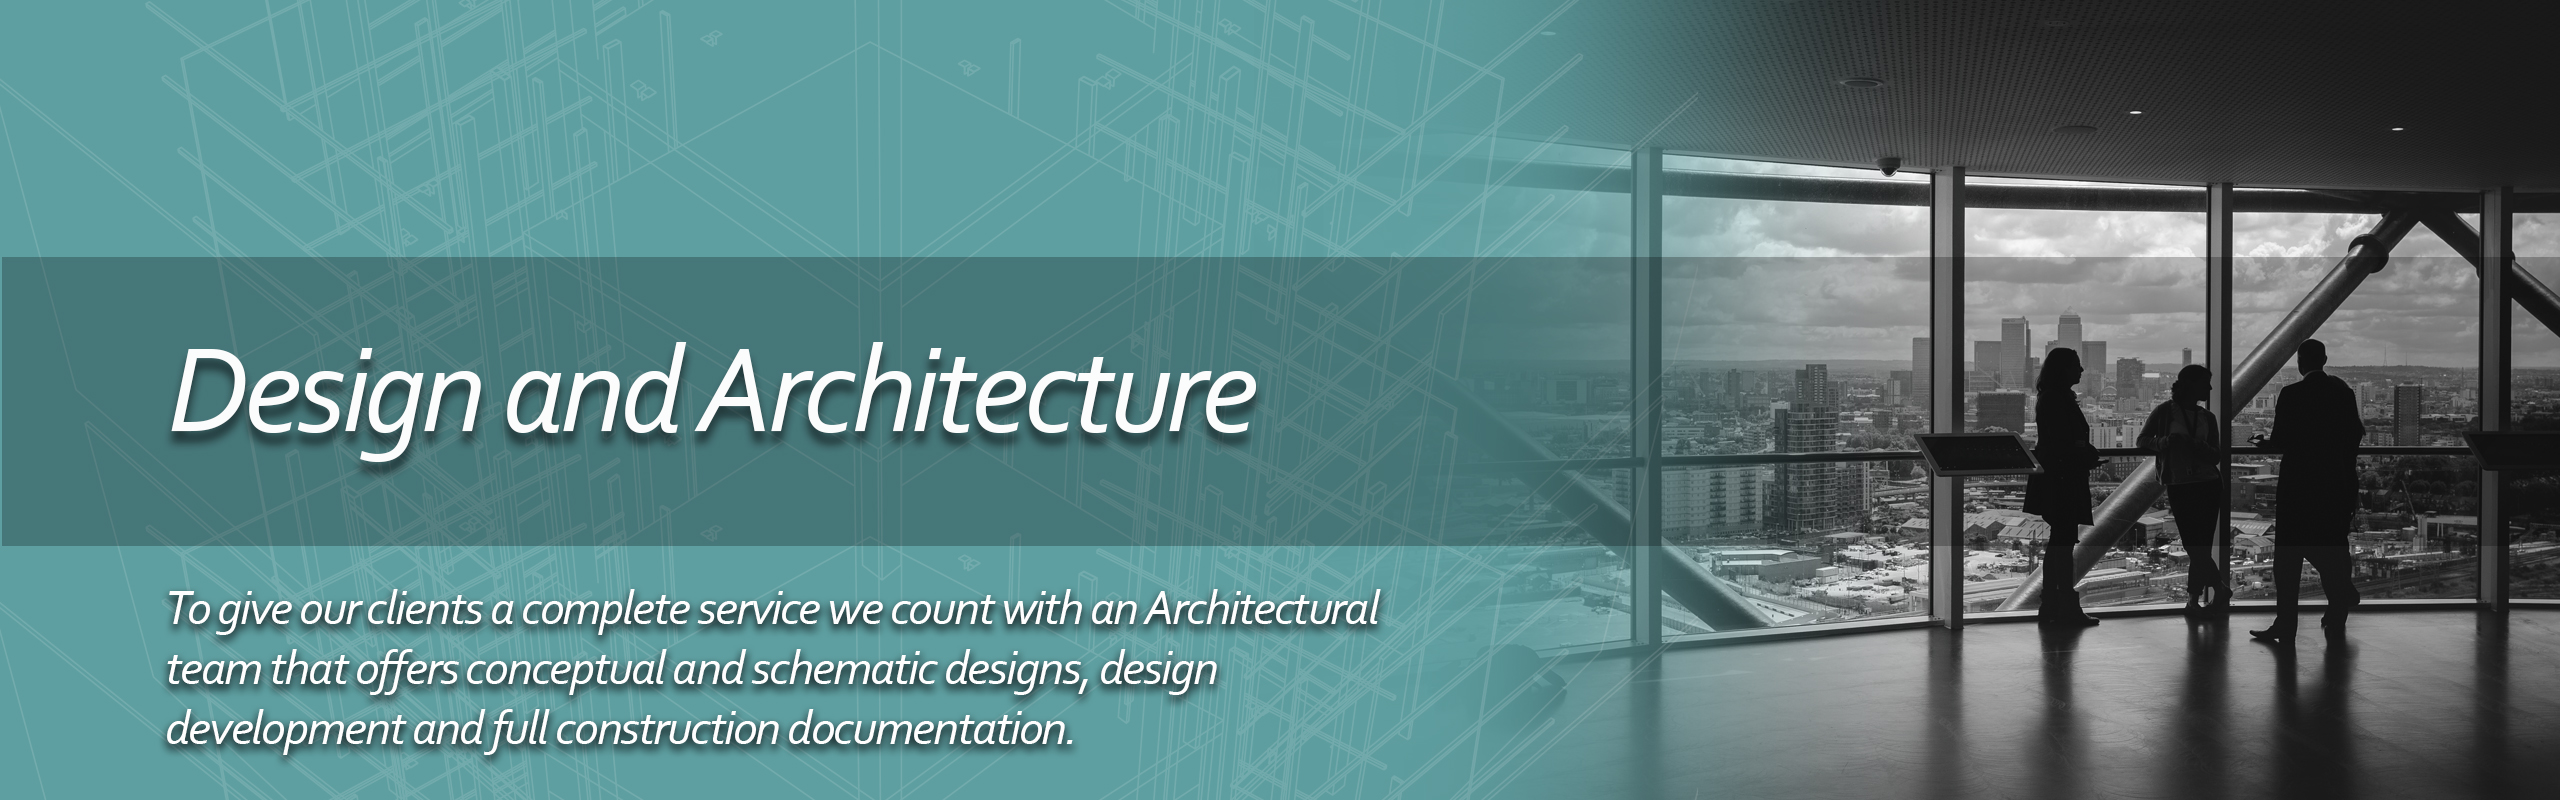 Design and Architecture
To give our clients a complete service we count with an Architectural
team that offers conceptual and schematic designs, design
development and full construction documentation.